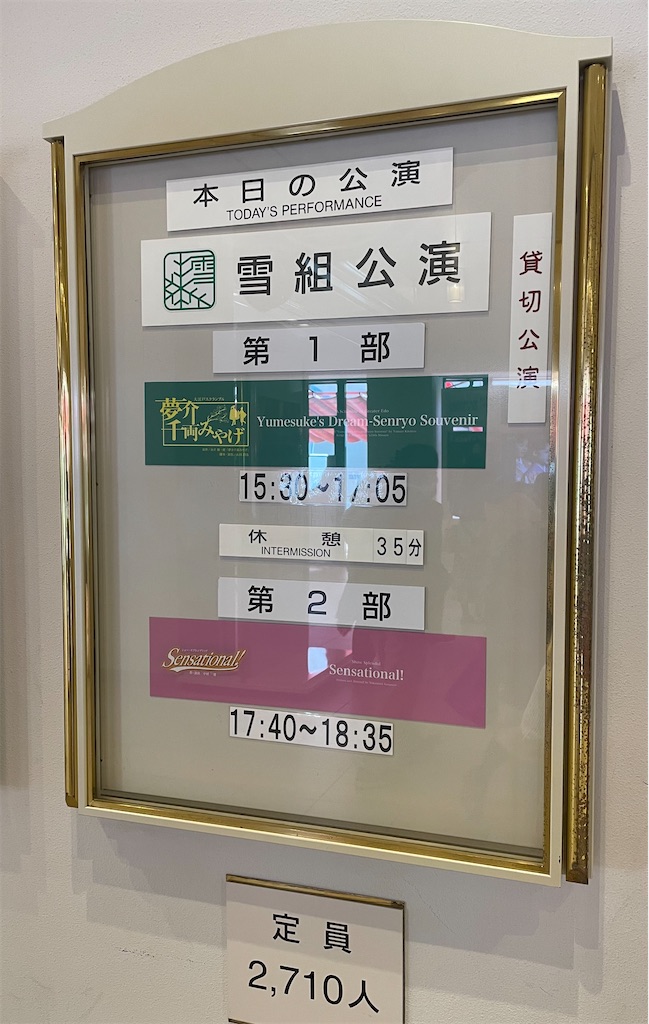 本日の公演
TODAY'S PERFORMANCE
雪
雪組公演
貸切公演
第1部
夢介
千両みやげ
Yumesuke's Dream-Senryo Souvenir
15:30~17:05
休憩 35分
INTERMISSION
第2部
Sensational!
Sensational!
17:40~18:35
定員
2,710人